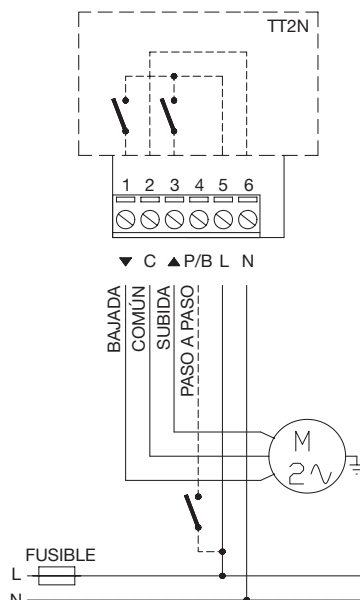 TT2N
1 2 3 4 5 6
▼ C ▲ P/B L N
BAJADA
COMÚN
SUBIDA
PASO A PASO
M
2∿
FUSIBLE
L
N